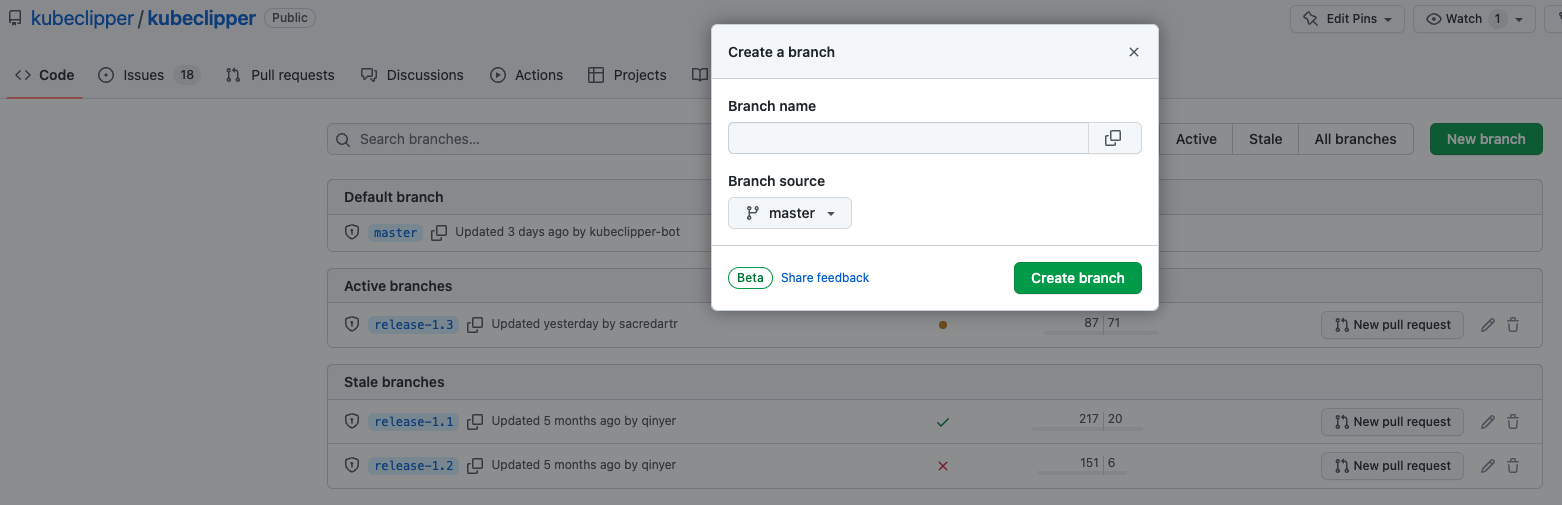 kubeclipper / kubeclipper Public
Edit Pins Watch 1
Code Issues 18 Pull requests Discussions Actions Projects
Create a branch
Branch name
Branch source
master
Beta Share feedback Create branch
Search branches... Active Stale All branches New branch
Default branch
master Updated 3 days ago by kubeclipper-bot
Active branches
release-1.3 Updated yesterday by sacredartr 87 71 New pull request
Stale branches
release-1.1 Updated 5 months ago by qinyer 217 20 New pull request
release-1.2 Updated 5 months ago by qinyer 151 6 New pull request